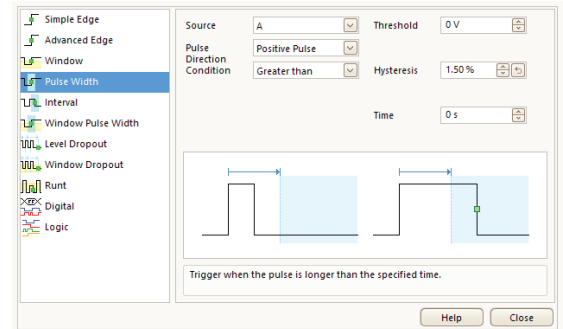 Simple Edge
Advanced Edge
Window
Pulse Width
Interval
Window Pulse Width
Level Dropout
Window Dropout
Runt
Digital
Logic
Source A Threshold 0 V
Pulse Direction Positive Pulse
Condition Greater than Hysteresis 1.50 %
Time 0 s
Trigger when the pulse is longer than the specified time.
Help Close